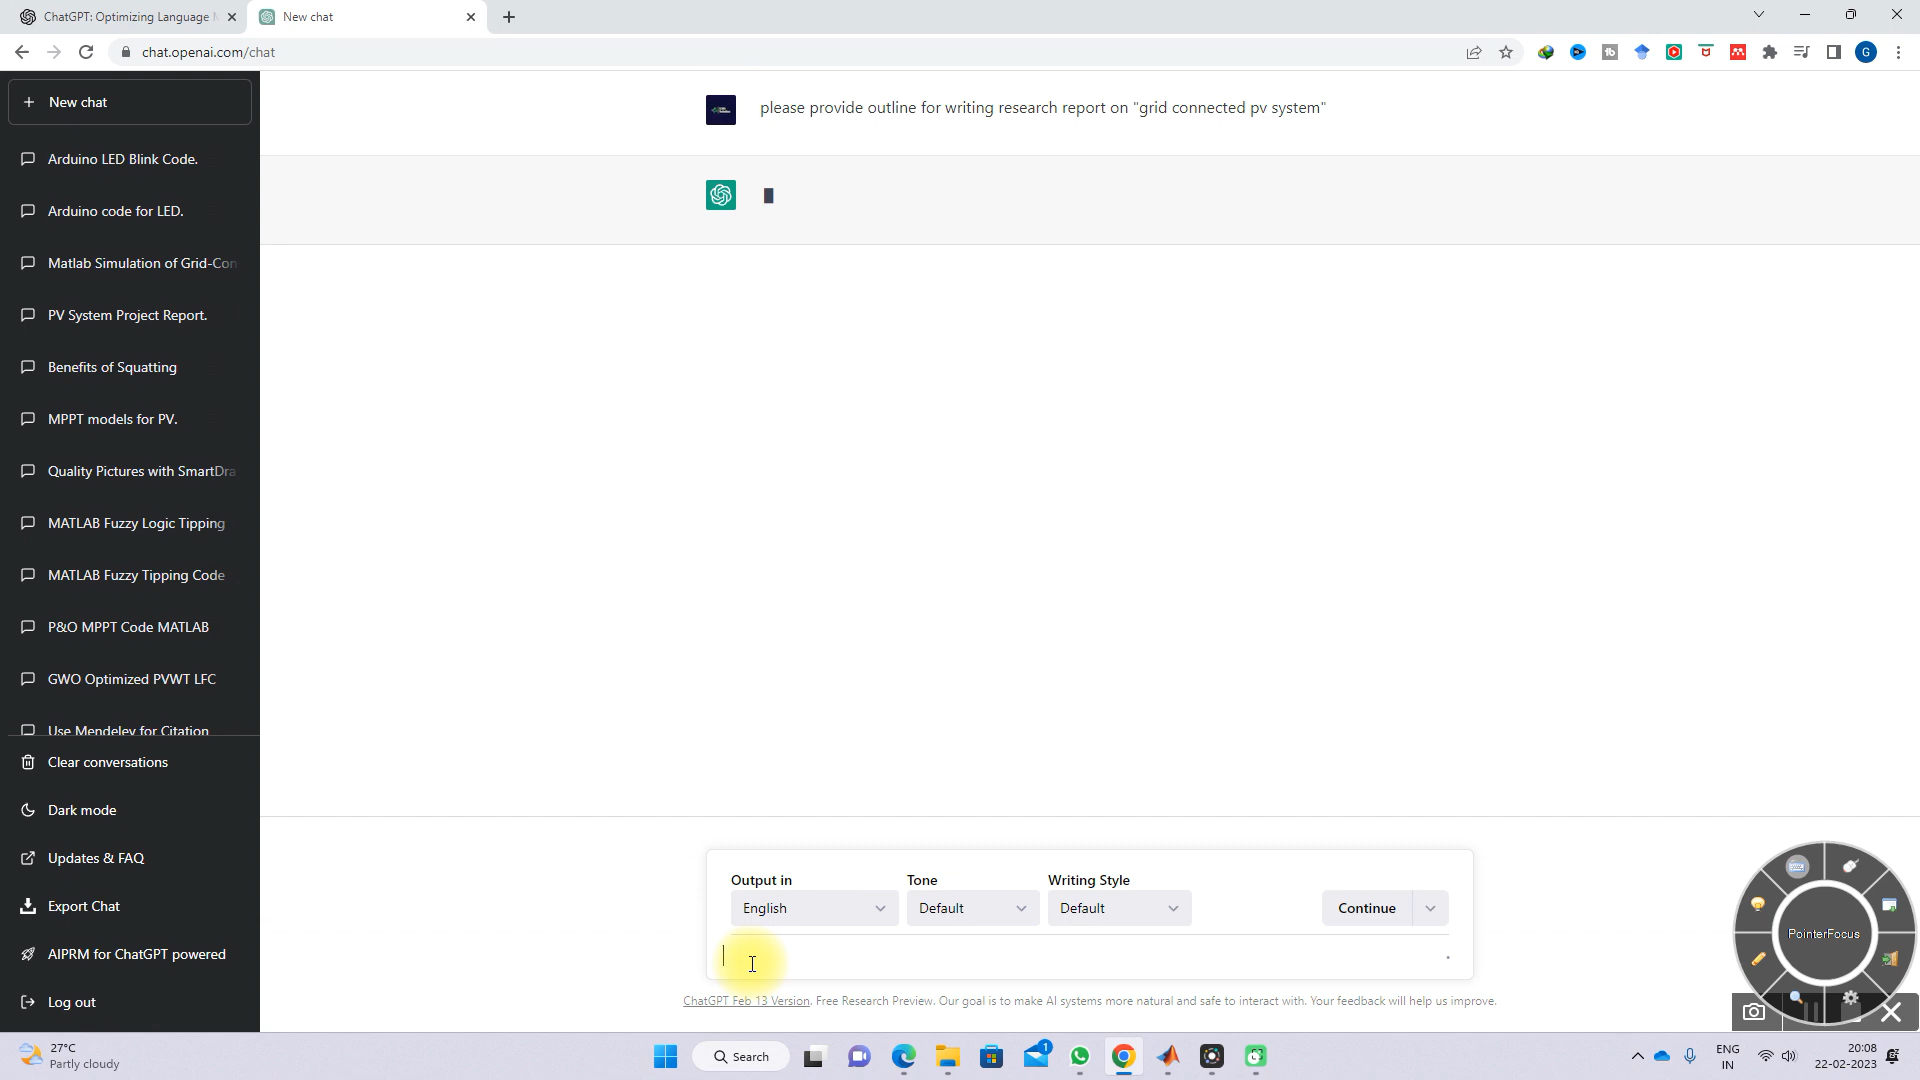 ChatGPT: Optimizing Language M
New chat
chat.openai.com/chat
G
New chat
Arduino LED Blink Code.
Arduino code for LED.
Matlab Simulation of Grid-Con
PV System Project Report.
Benefits of Squatting
MPPT models for PV.
Quality Pictures with SmartDra
MATLAB Fuzzy Logic Tipping
MATLAB Fuzzy Tipping Code
P&O MPPT Code MATLAB
GWO Optimized PVWT LFC
Use Mendeley for Citation
Clear conversations
Dark mode
Updates & FAQ
Export Chat
AIPRM for ChatGPT powered
Log out
please provide outline for writing research report on "grid connected pv system"
Output in
Tone
Writing Style
English
Default
Default
Continue
ChatGPT Feb 13 Version. Free Research Preview. Our goal is to make AI systems more natural and safe to interact with. Your feedback will help us improve.
PointerFocus
27°C
Partly cloudy
Search
1
ENG
IN
20:08
22-02-2023